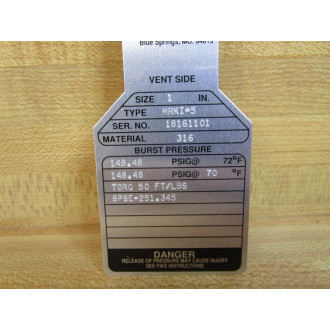 Blue Springs, MO. 64015
VENT SIDE
SIZE 1 IN.
TYPE MRKI*5
SER. NO. 18161101
MATERIAL 316
BURST PRESSURE
148.48 PSIG@ 72°F
148.48 PSIG@ 70 °F
TORQ 50 FT/LBS
BPSE-251.345
DANGER
RELEASE OF PRESSURE MAY CAUSE INJURY
SEE FIKE INSTRUCTIONS